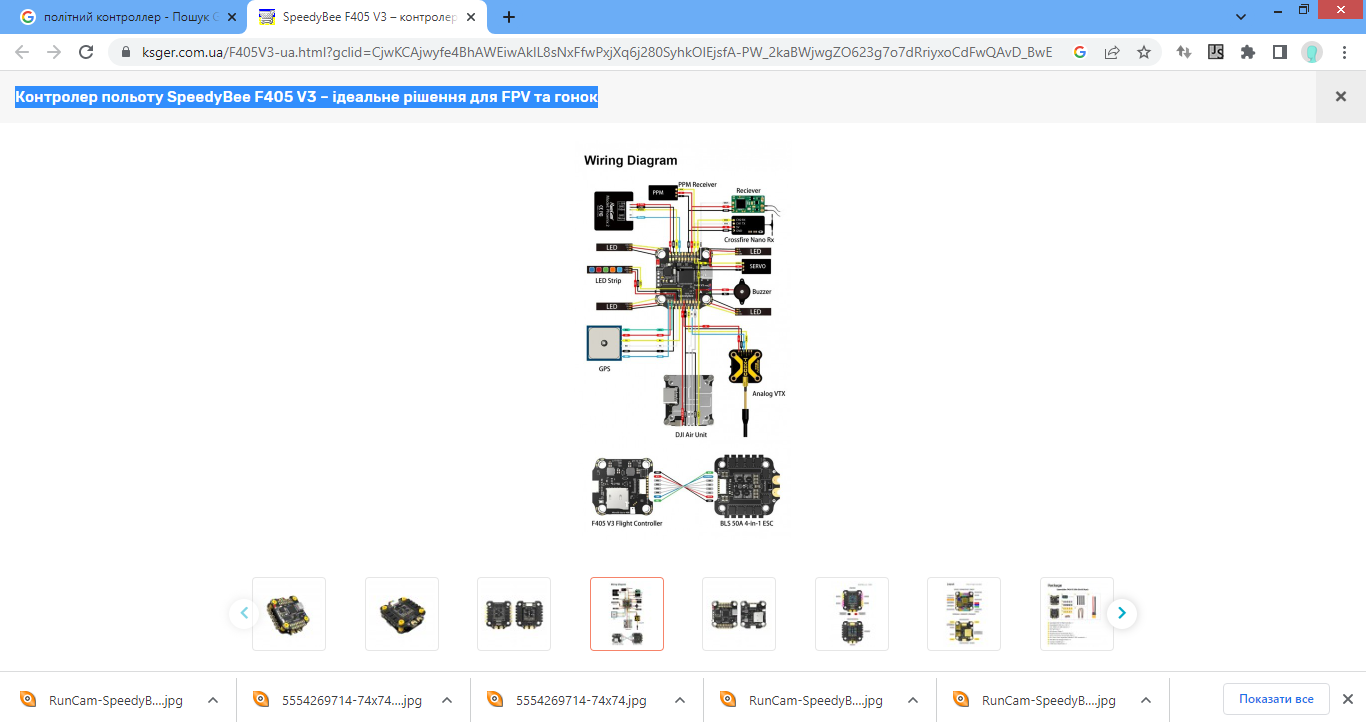 політний контроллер - Пошук G
SpeedyBee F405 V3 – контролер
ksger.com.ua/F405V3-ua.html?gclid=CjwKCAjwyfe4BhAWEiwAkIL8sNxFfwPxjXq6j280SyhkOIEjsfA-PW_2kaBWjwgZO623g7o7dRriyxoCdFwQAvD_BwE
Контролер польоту SpeedyBee F405 V3 – ідеальне рішення для FPV та гонок
Wiring Diagram
PPM
PPM Receiver
Reciever
Crossfire Nano Rx
LED
LED
SERVO
LED Strip
Buzzer
LED
LED
GPS
Analog VTX
DJI Air Unit
F405 V3 Flight Controller
BLS 50A 4-in-1 ESC
RunCam-SpeedyB....jpg
5554269714-74x74....jpg
5554269714-74x74.jpg
RunCam-SpeedyB....jpg
RunCam-SpeedyB....jpg
Показати все